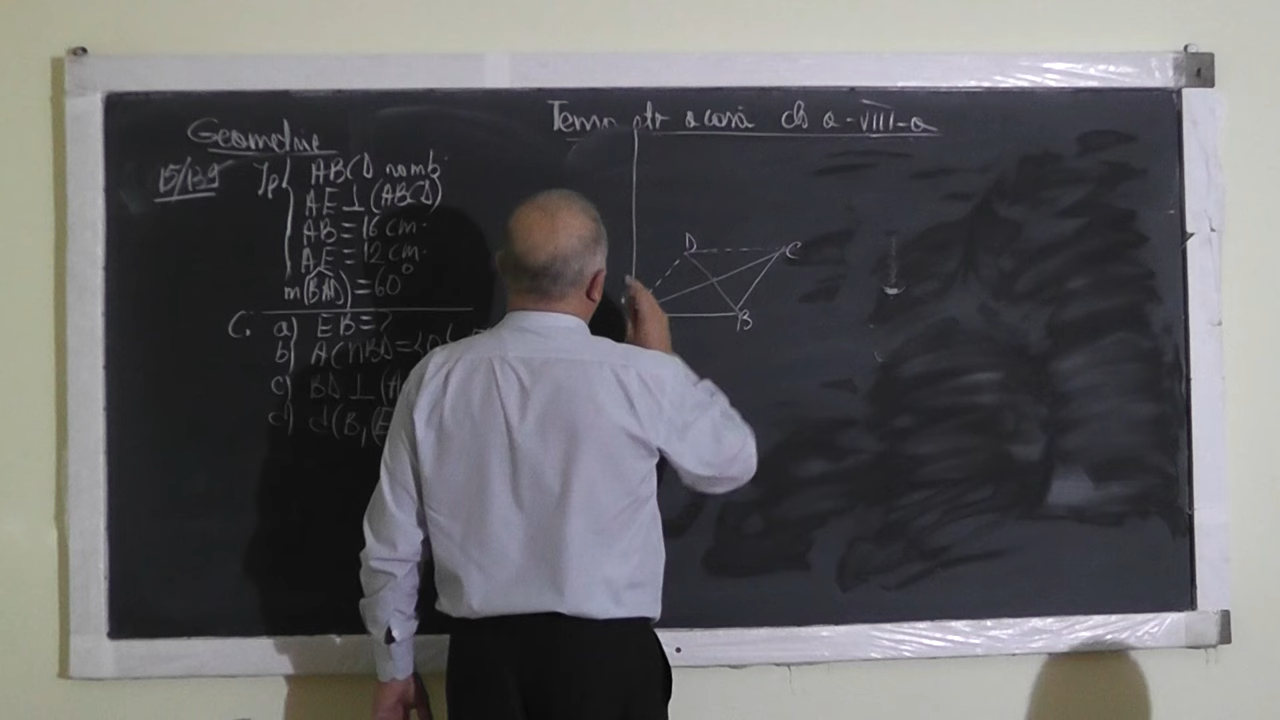 Geometrie
Tema ptr acasă cls a-VIII-a
15/139
Ip { ABCD romb
AE ⊥ (ABCD)
AB = 16 cm
AE = 12 cm
m(BAD) = 60°
C. a) EB = ?
b) AC∩BD = {O
c) BD ⊥ (A
d) d(B, (E
D
C
B